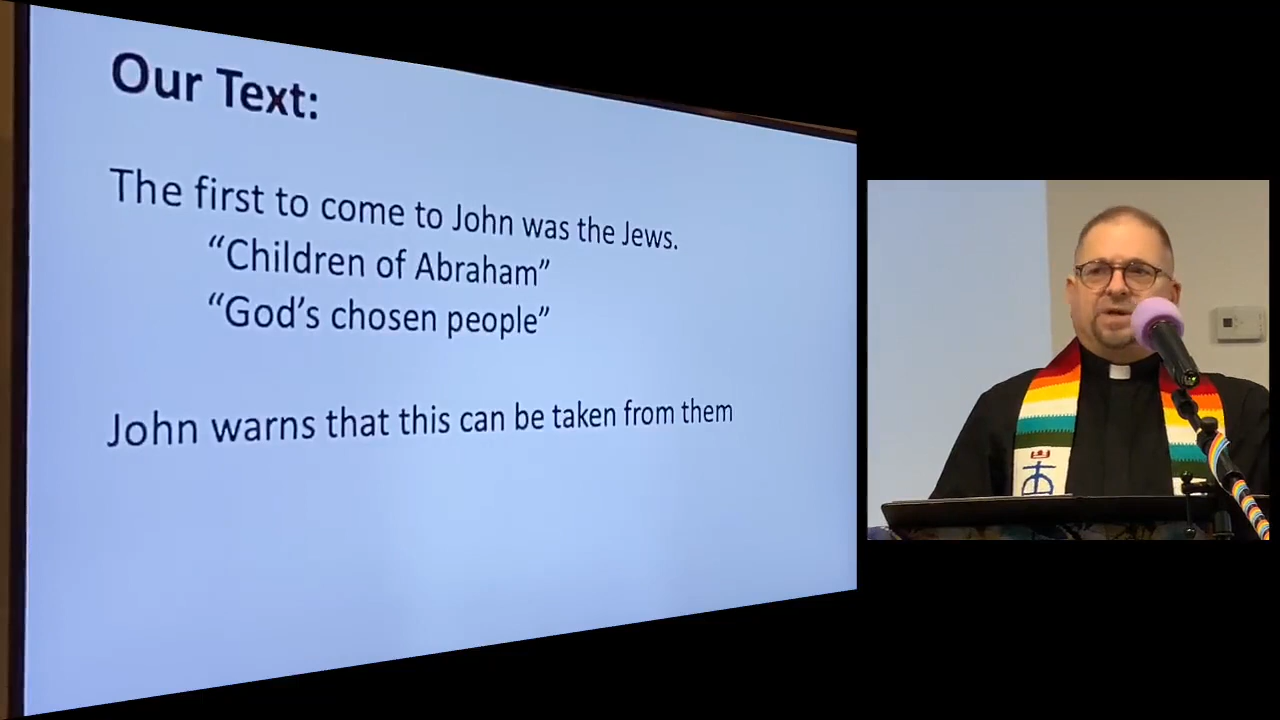 Our Text:
The first to come to John was the Jews.
“Children of Abraham”
“God’s chosen people”
John warns that this can be taken from them